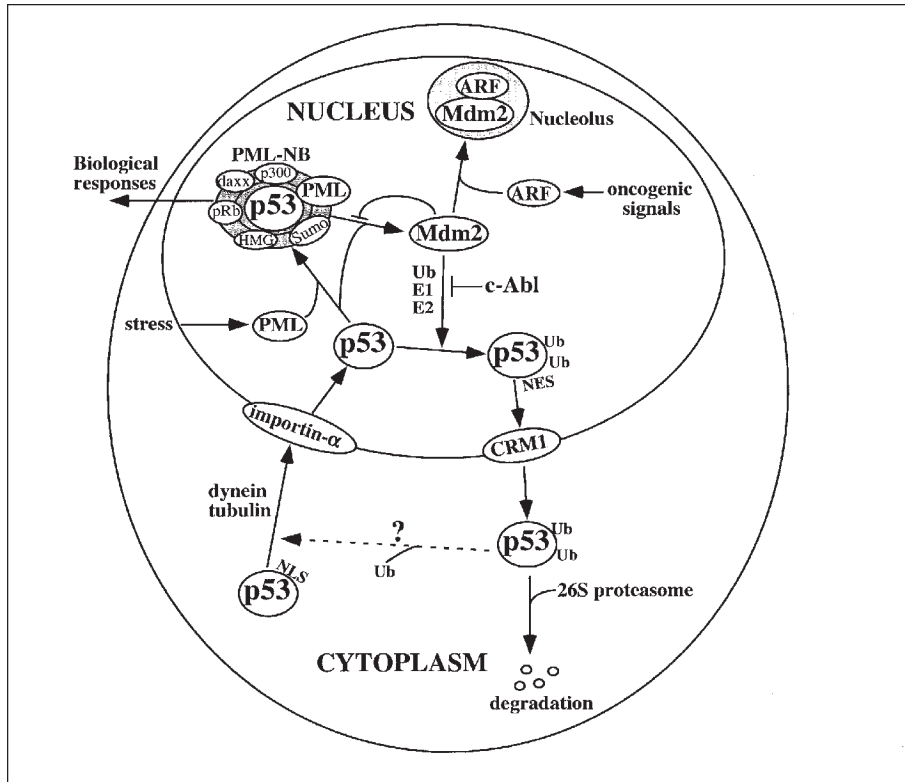 ARF
NUCLEUS
Mdm2
Nucleolus
Biological
responses
PML-NB
daxx
p300
PML
p53
pRb
HMG
Sumo
ARF
oncogenic
signals
Mdm2
Ub
E1
E2
c-Abl
stress
PML
p53
p53
Ub
Ub
NES
importin-α
CRM1
dynein
tubulin
?
Ub
p53
Ub
Ub
NLS
p53
26S proteasome
CYTOPLASM
degradation